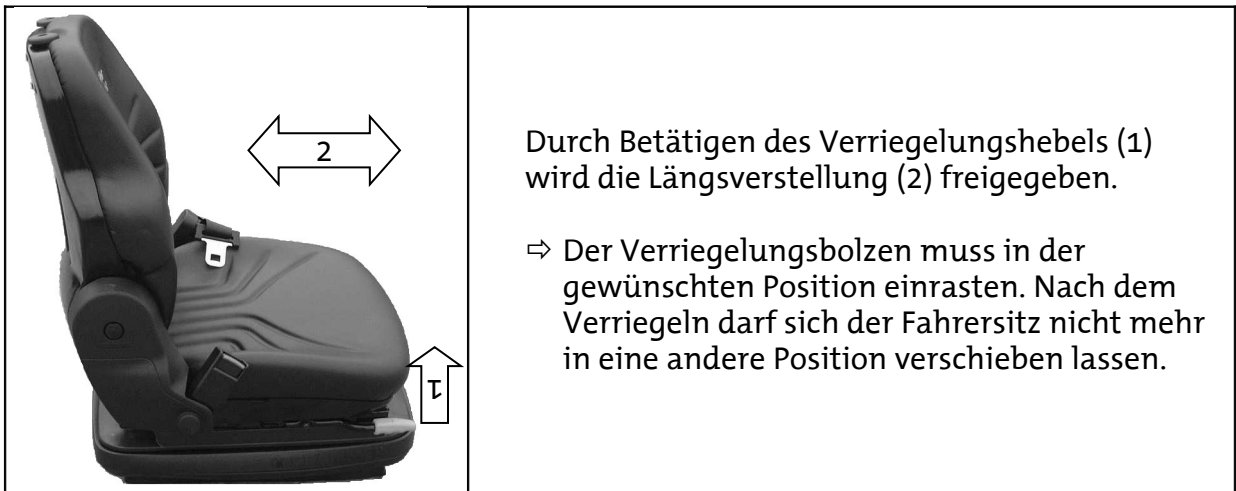 2
1
Durch Betätigen des Verriegelungshebels (1)
wird die Längsverstellung (2) freigegeben.
⇨ Der Verriegelungsbolzen muss in der
gewünschten Position einrasten. Nach dem
Verriegeln darf sich der Fahrersitz nicht mehr
in eine andere Position verschieben lassen.